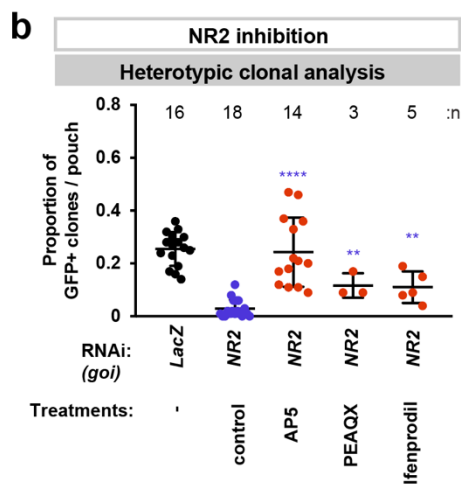 b
NR2 inhibition
Heterotypic clonal analysis
Proportion of
GFP+ clones / pouch
0.8
0.6
0.4
0.2
0
16 18 14 3 5 :n
****
**
**
RNAi:
(goi)
LacZ
NR2
NR2
NR2
NR2
Treatments:
-
control
AP5
PEAQX
Ifenprodil